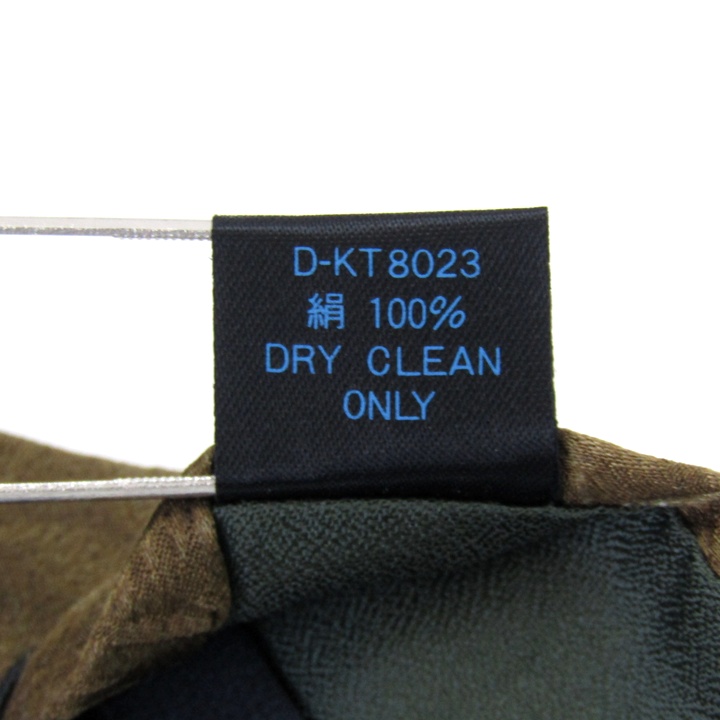 D-KT8023
絹 100%
DRY CLEAN
ONLY